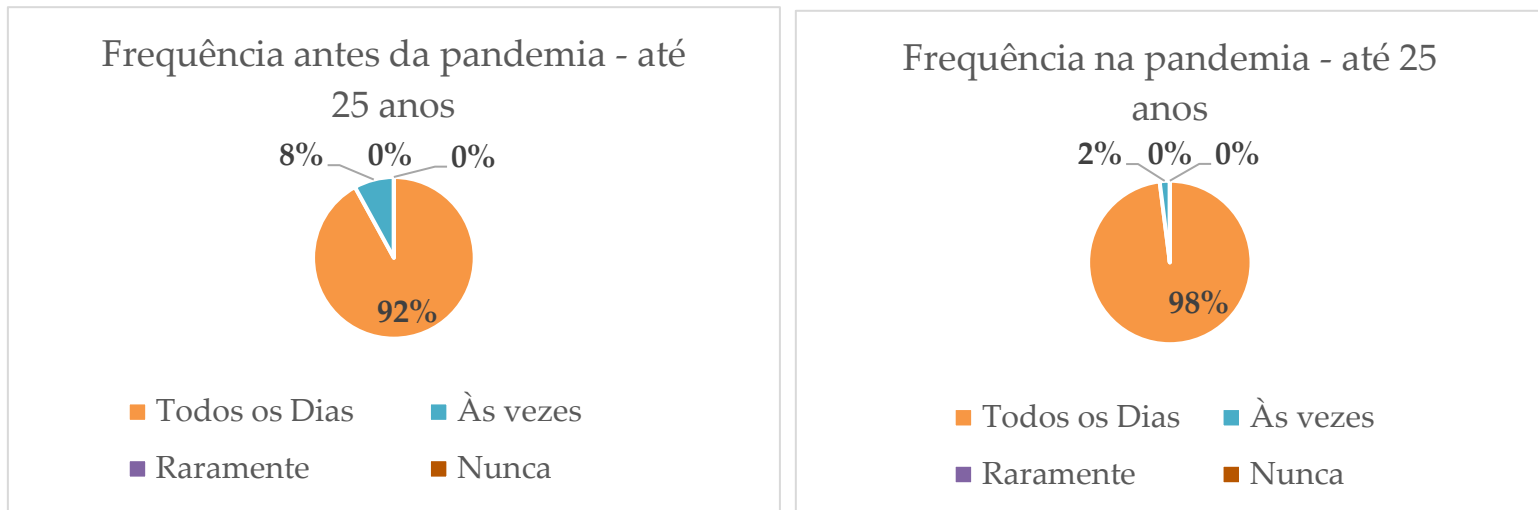 Frequência antes da pandemia - até
25 anos
8% 0% 0%
92%
Todos os Dias Às vezes
Raramente Nunca
Frequência na pandemia - até 25
anos
2% 0% 0%
98%
Todos os Dias Às vezes
Raramente Nunca